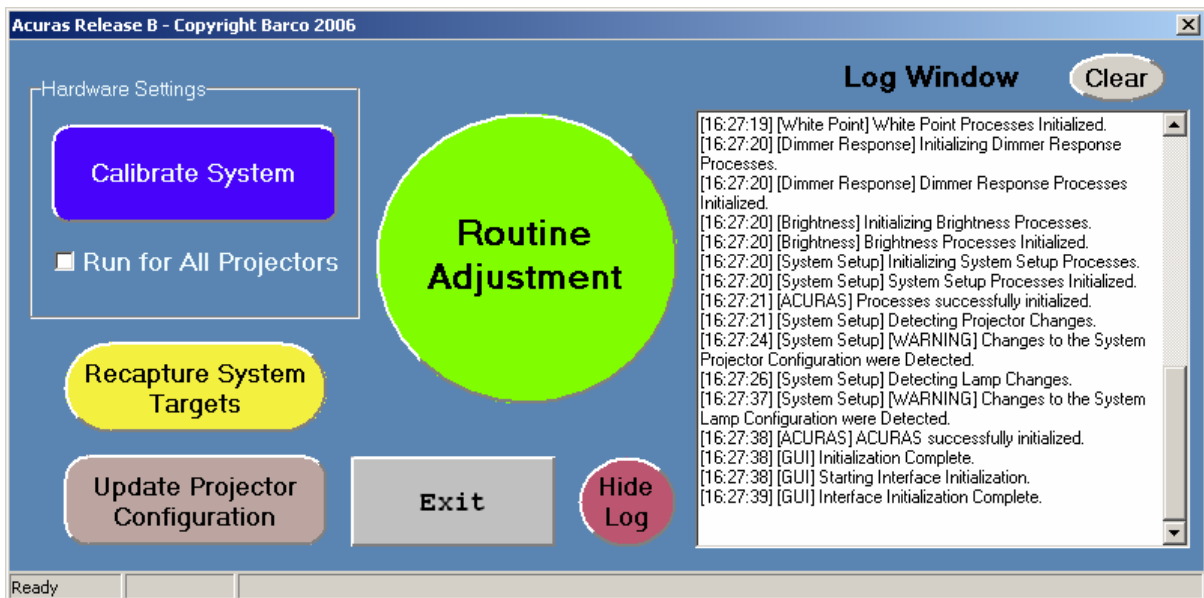 Acuras Release B - Copyright Barco 2006
Hardware Settings
Calibrate System
Run for All Projectors
Recapture System
Targets
Update Projector
Configuration
Routine
Adjustment
Exit
Hide
Log
Log Window
Clear
[16:27:19] [White Point] White Point Processes Initialized.
[16:27:20] [Dimmer Response] Initializing Dimmer Response
Processes.
[16:27:20] [Dimmer Response] Dimmer Response Processes
Initialized.
[16:27:20] [Brightness] Initializing Brightness Processes.
[16:27:20] [Brightness] Brightness Processes Initialized.
[16:27:20] [System Setup] Initializing System Setup Processes.
[16:27:20] [System Setup] System Setup Processes Initialized.
[16:27:21] [ACURAS] Processes successfully initialized.
[16:27:21] [System Setup] Detecting Projector Changes.
[16:27:24] [System Setup] [WARNING] Changes to the System
Projector Configuration were Detected.
[16:27:26] [System Setup] Detecting Lamp Changes.
[16:27:37] [System Setup] [WARNING] Changes to the System
Lamp Configuration were Detected.
[16:27:38] [ACURAS] ACURAS successfully initialized.
[16:27:38] [GUI] Initialization Complete.
[16:27:38] [GUI] Starting Interface Initialization.
[16:27:39] [GUI] Interface Initialization Complete.
Ready